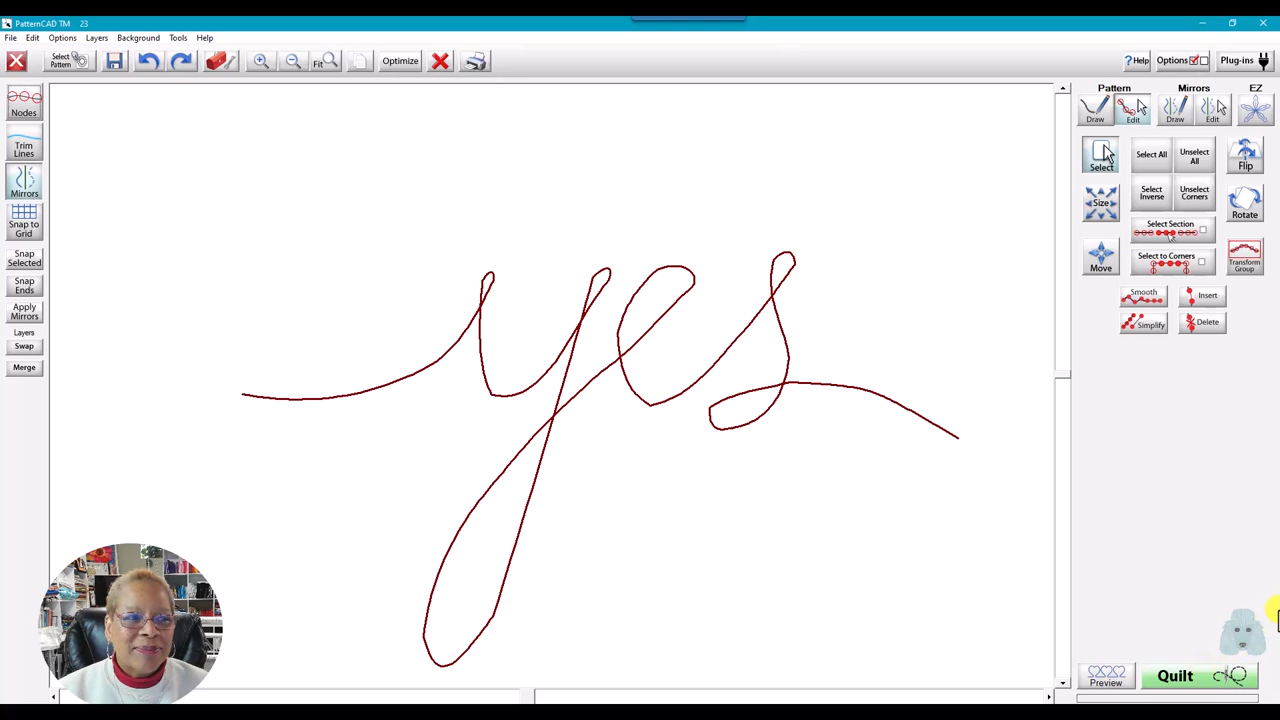 PatternCAD TM 23
File Edit Options Layers Background Tools Help
Select Pattern Fit Optimize ?Help Options Plug-ins
Pattern Mirrors EZ
Nodes
Draw Edit Draw Edit
Trim Lines
Select Select All Unselect All Flip
Mirrors
Size Select Inverse Unselect Corners Rotate
Snap to Grid
Select Section
Snap Selected
Move Select to Corners Transform Group
Snap Ends
Smooth Insert
Apply Mirrors
Simplify Delete
Layers
Swap
Merge
yes
Preview Quilt